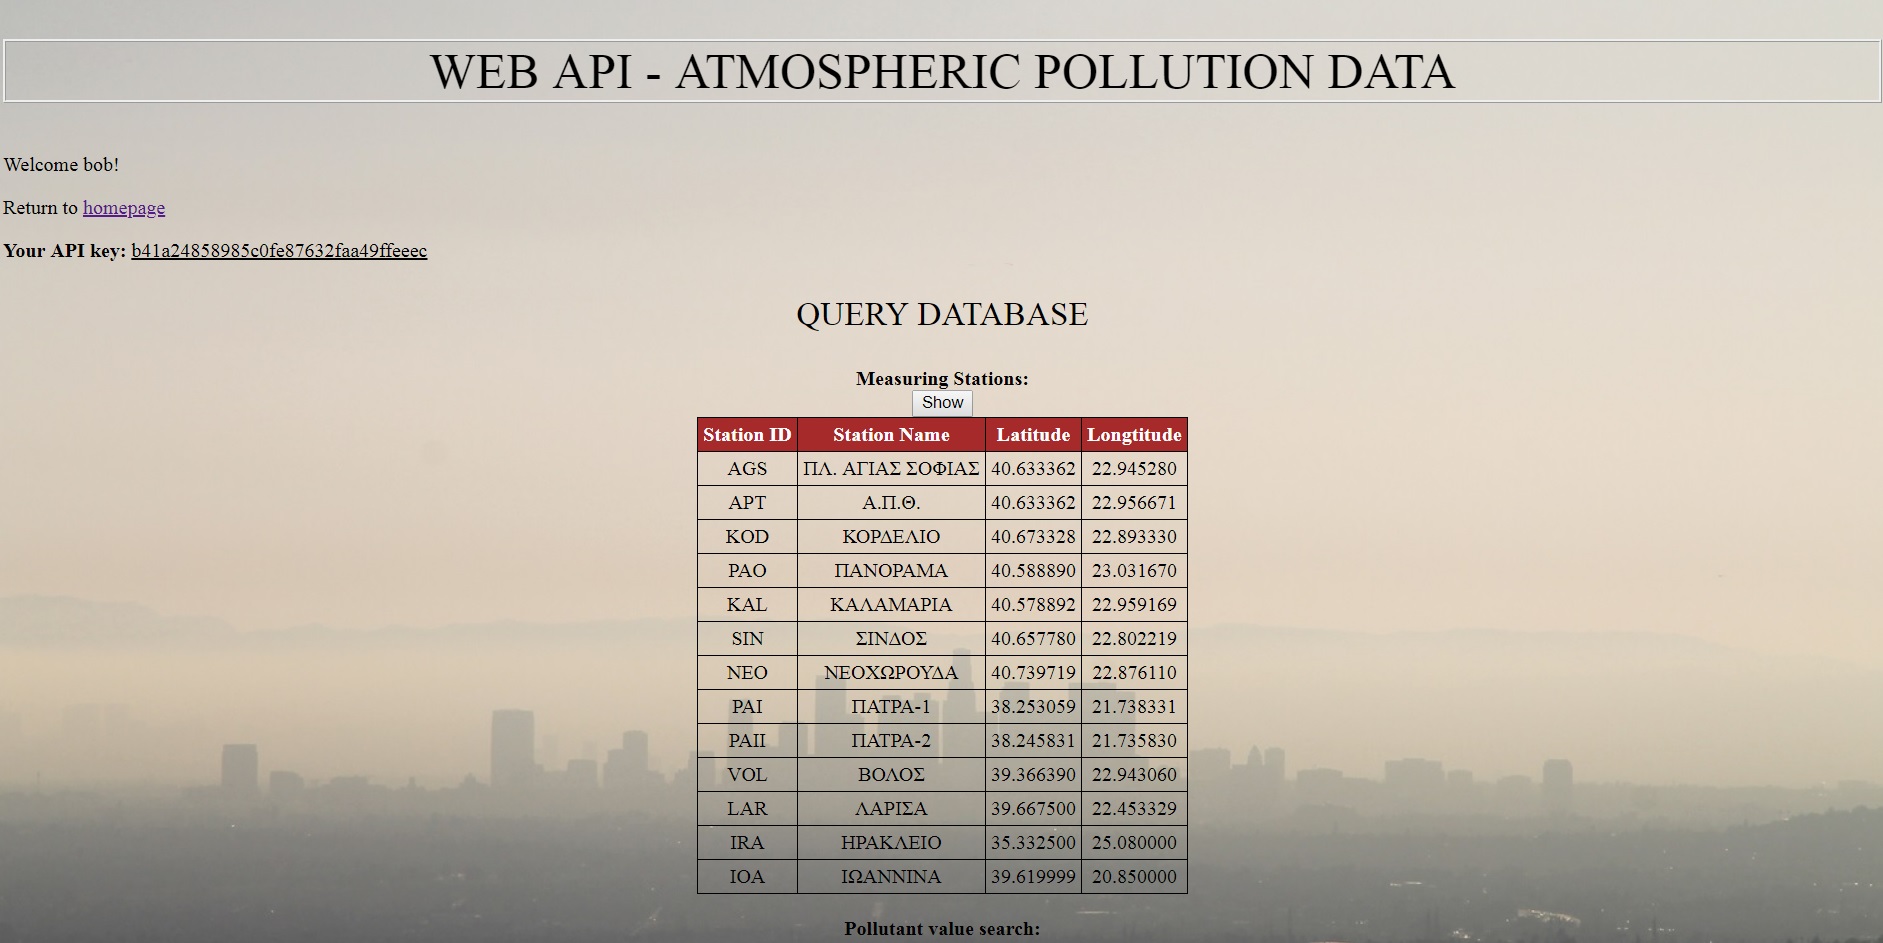 WEB API - ATMOSPHERIC POLLUTION DATA
Welcome bob!
Return to homepage
Your API key: b41a24858985c0fe87632faa49ffeeec
QUERY DATABASE
Measuring Stations:
Show
Station ID Station Name Latitude Longtitude
AGS ΠΛ. ΑΓΙΑΣ ΣΟΦΙΑΣ 40.633362 22.945280
APT Α.Π.Θ. 40.633362 22.956671
KOD ΚΟΡΔΕΛΙΟ 40.673328 22.893330
PAO ΠΑΝΟΡΑΜΑ 40.588890 23.031670
KAL ΚΑΛΑΜΑΡΙΑ 40.578892 22.959169
SIN ΣΙΝΔΟΣ 40.657780 22.802219
NEO ΝΕΟΧΩΡΟΥΔΑ 40.739719 22.876110
PAI ΠΑΤΡΑ-1 38.253059 21.738331
PAII ΠΑΤΡΑ-2 38.245831 21.735830
VOL ΒΟΛΟΣ 39.366390 22.943060
LAR ΛΑΡΙΣΑ 39.667500 22.453329
IRA ΗΡΑΚΛΕΙΟ 35.332500 25.080000
IOA ΙΩΑΝΝΙΝΑ 39.619999 20.850000
Pollutant value search: